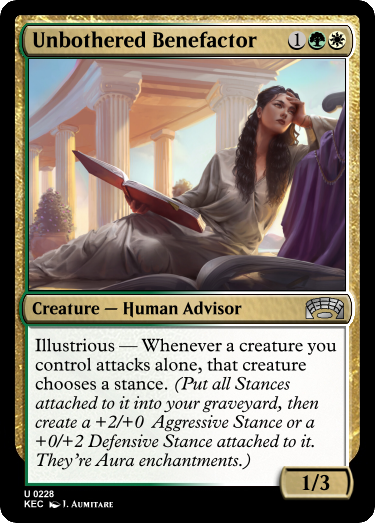 Unbothered Benefactor 1
Creature — Human Advisor
Illustrious — Whenever a creature you
control attacks alone, that creature
chooses a stance. (Put all Stances
attached to it into your graveyard, then
create a +2/+0  Aggressive Stance or a
+0/+2 Defensive Stance attached to it.
They're Aura enchantments.)
1/3
U 0228
KEC I. Aumitare